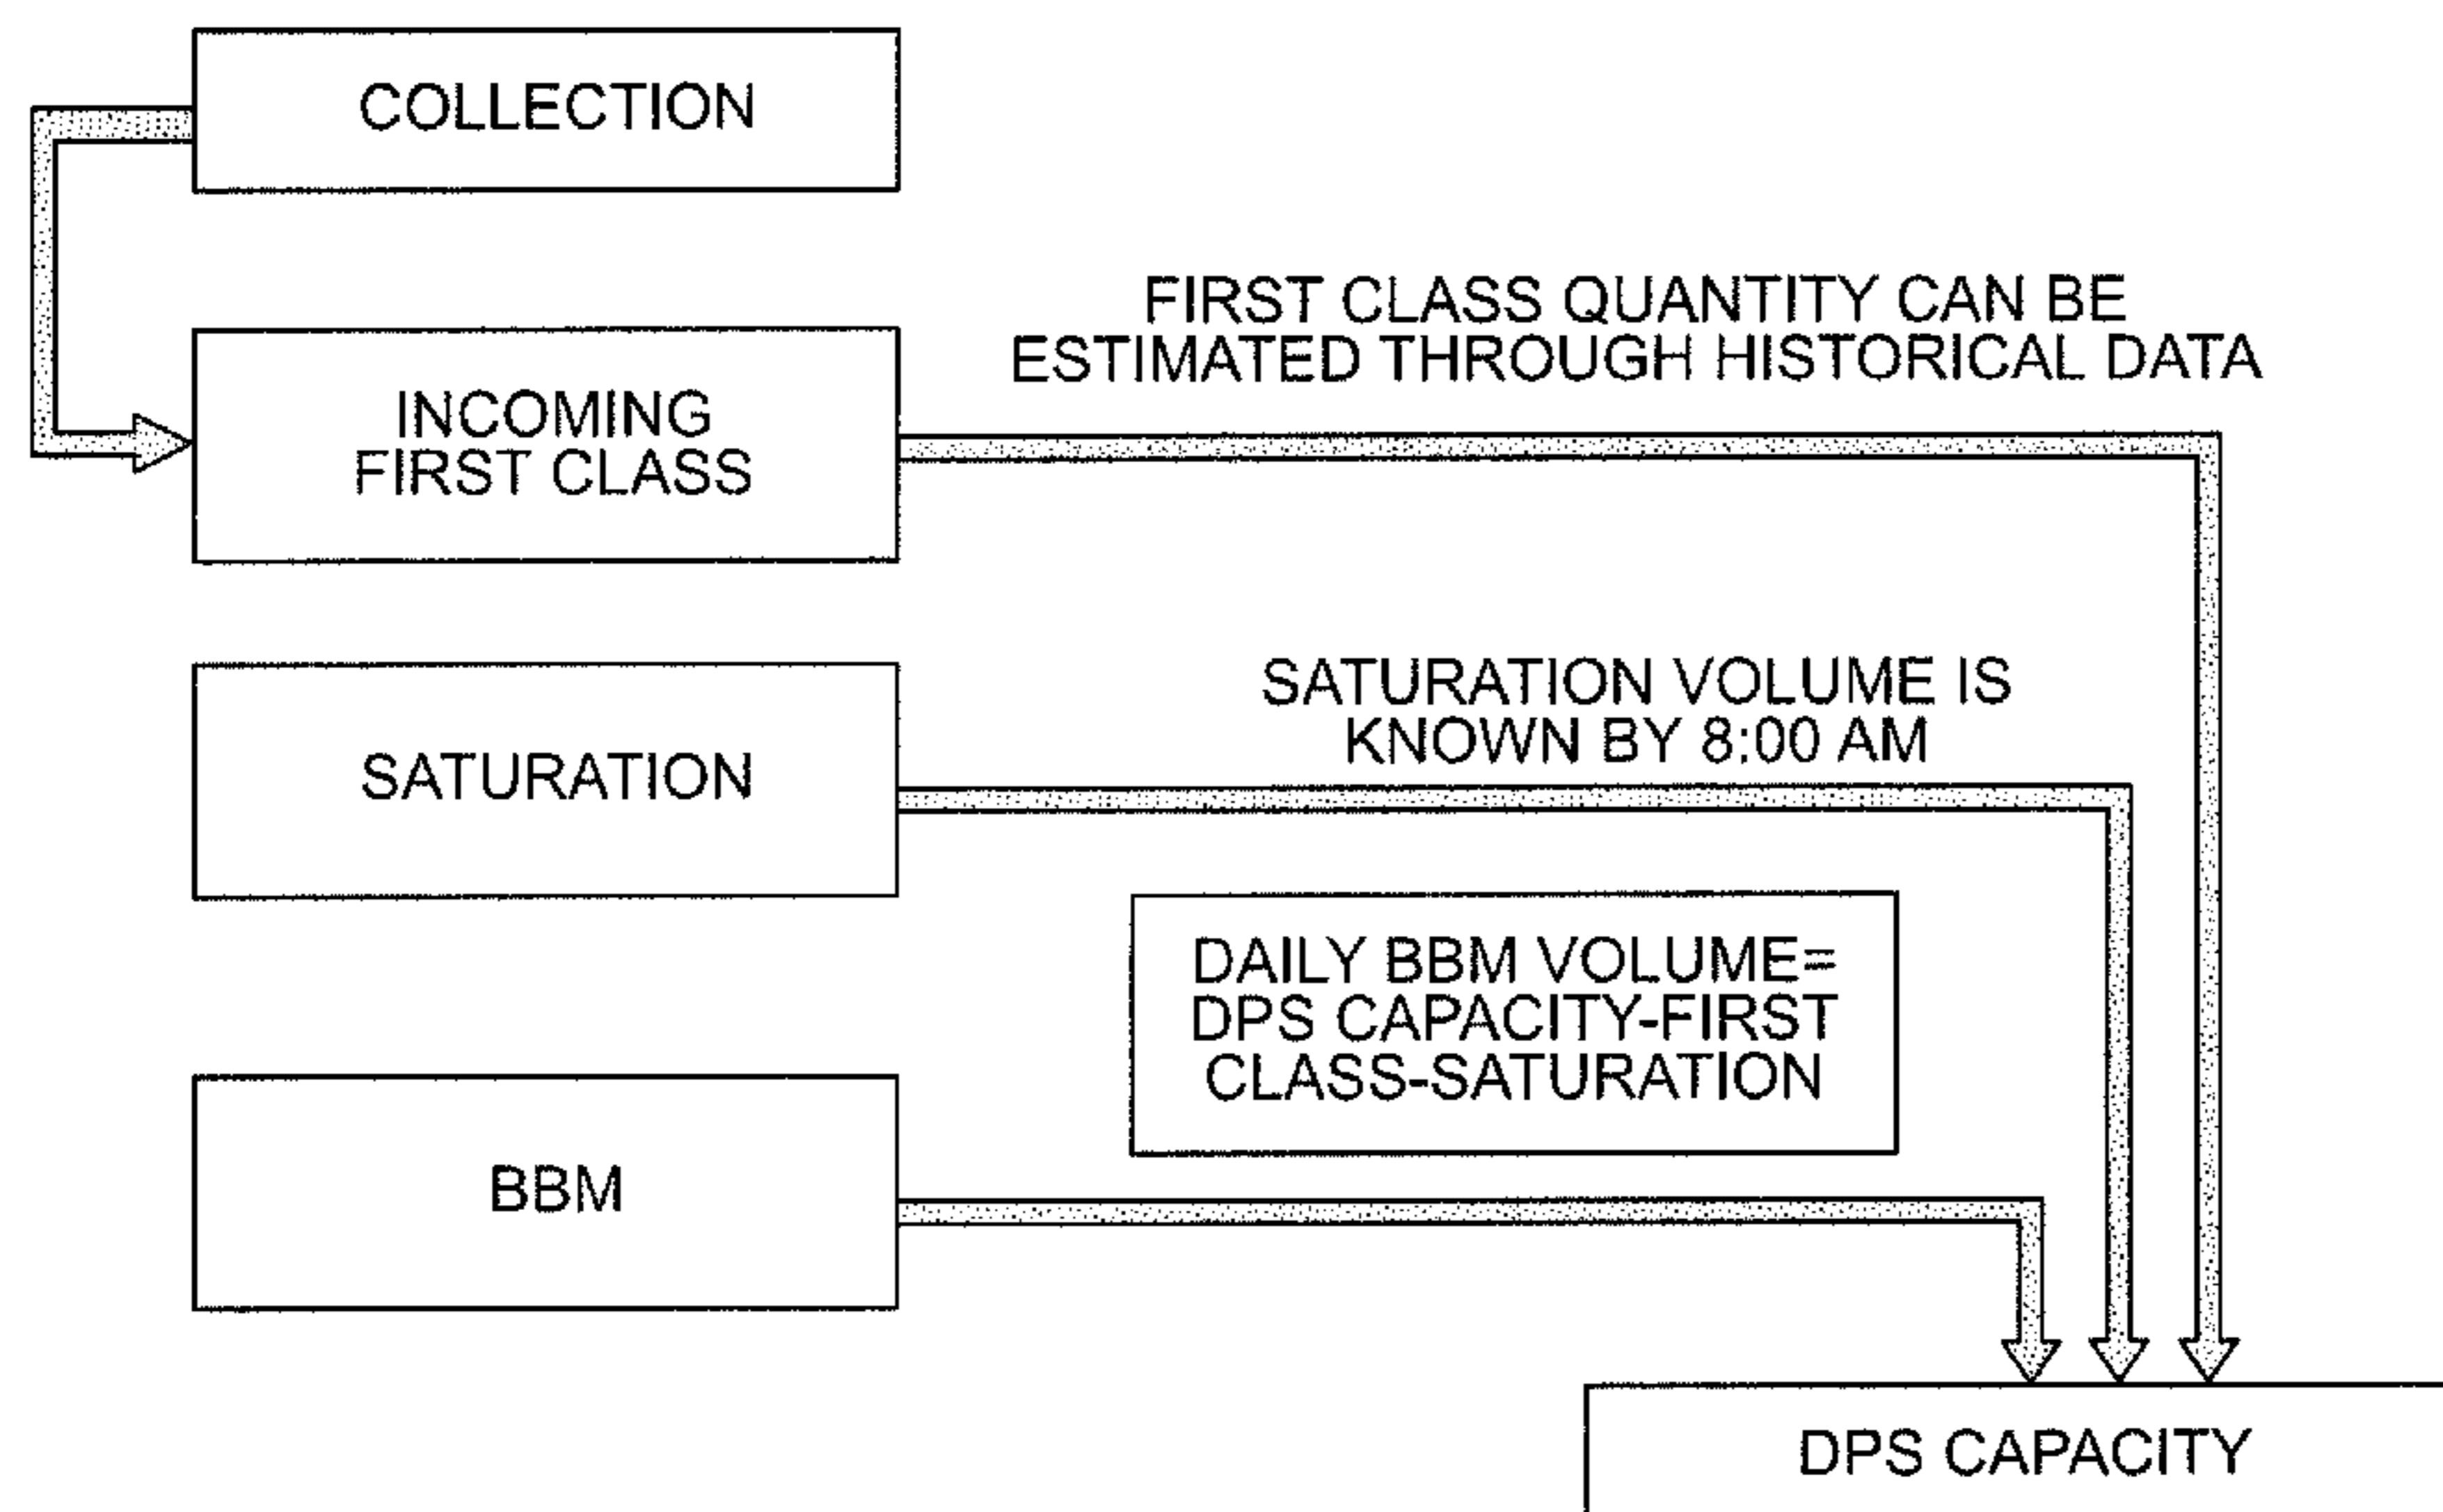 COLLECTION
FIRST CLASS QUANTITY CAN BE
ESTIMATED THROUGH HISTORICAL DATA
INCOMING
FIRST CLASS
SATURATION VOLUME IS
KNOWN BY 8:00 AM
SATURATION
DAILY BBM VOLUME=
DPS CAPACITY-FIRST
CLASS-SATURATION
BBM
DPS CAPACITY